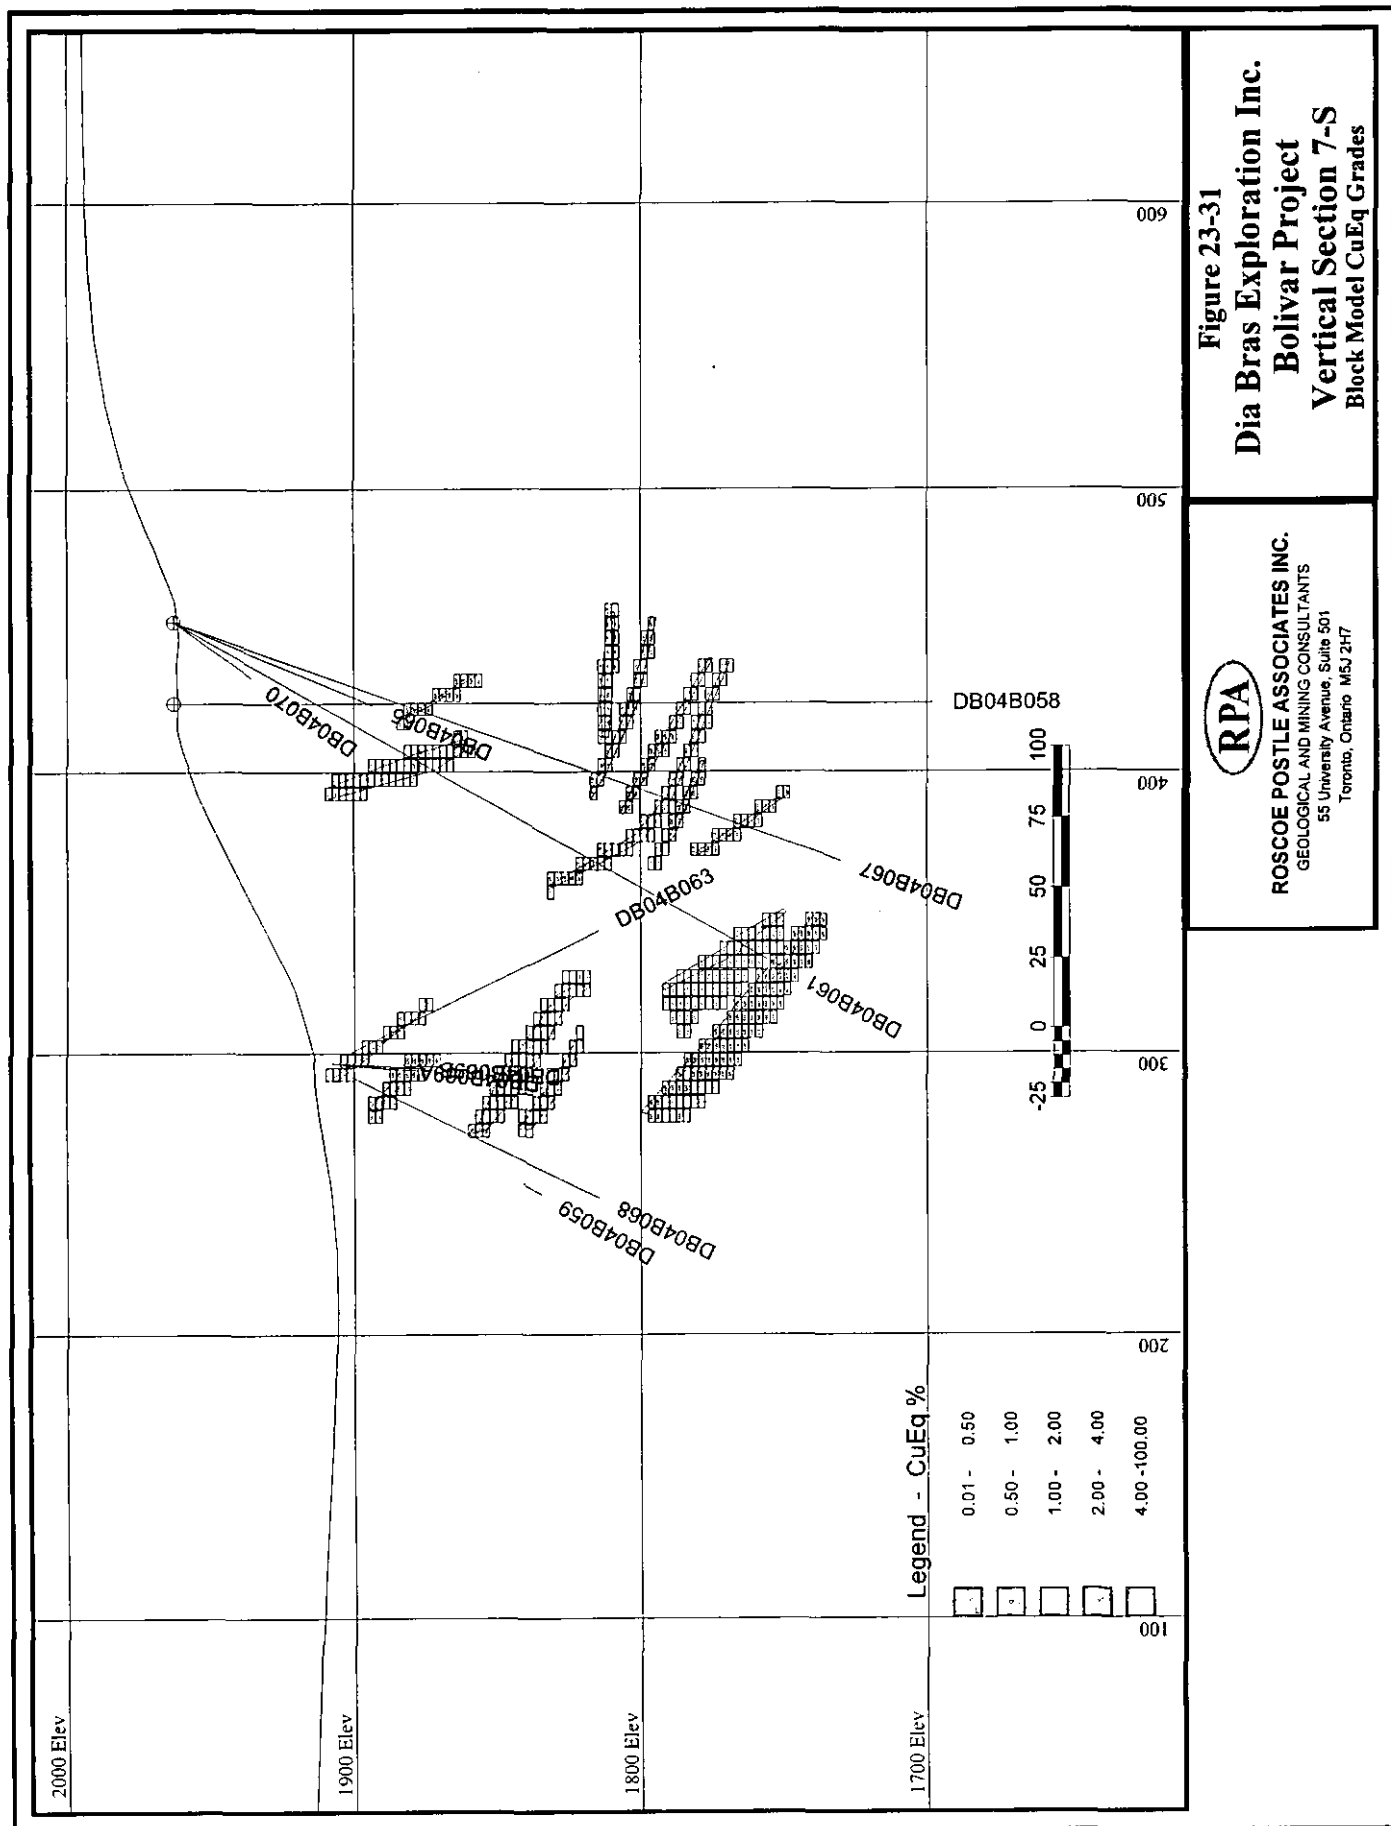 2000 Elev
1900 Elev
1800 Elev
1700 Elev
100
200
300
400
500
600
DB04B070
DB04B065
DB04B063
DB04B067
DB04B061
DB04B058
DB04B059
DB04B068
DB04B069A
Legend - CuEq %
0.01 - 0.50
0.50 - 1.00
1.00 - 2.00
2.00 - 4.00
4.00 -100.00
-25 0 25 50 75 100
RPA
ROSCOE POSTLE ASSOCIATES INC.
GEOLOGICAL AND MINING CONSULTANTS
55 University Avenue, Suite 501
Toronto, Ontario M5J 2H7
Figure 23-31
Dia Bras Exploration Inc.
Bolivar Project
Vertical Section 7-S
Block Model CuEq Grades